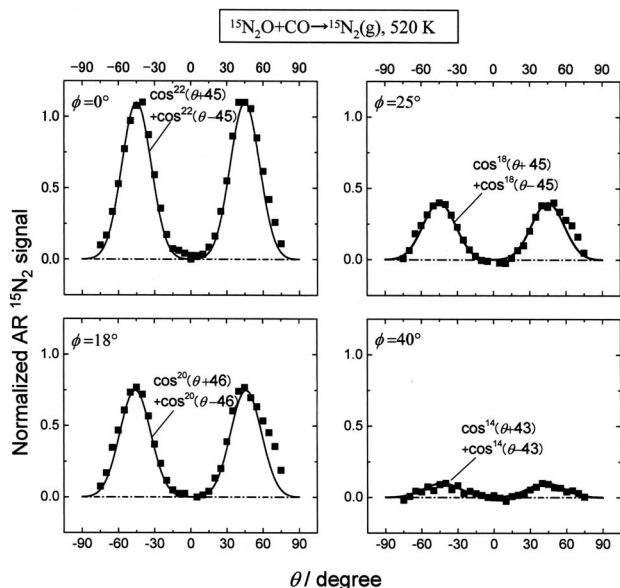 ¹⁵N₂O+CO→¹⁵N₂(g), 520 K
-90 -60 -30 0 30 60 90
-90 -60 -30 0 30 60 90
ϕ=0°
cos²²(θ+45)
+cos²²(θ−45)
1.0
0.5
0.0
ϕ=25°
cos¹⁸(θ+ 45)
+cos¹⁸(θ−45)
1.0
0.5
0.0
Normalized AR ¹⁵N₂ signal
ϕ=18°
cos²⁰(θ+46)
+cos²⁰(θ−46)
1.0
0.5
0.0
ϕ=40°
cos¹⁴(θ+43)
+cos¹⁴(θ−43)
1.0
0.5
0.0
-90 -60 -30 0 30 60 90
-90 -60 -30 0 30 60 90
θ / degree